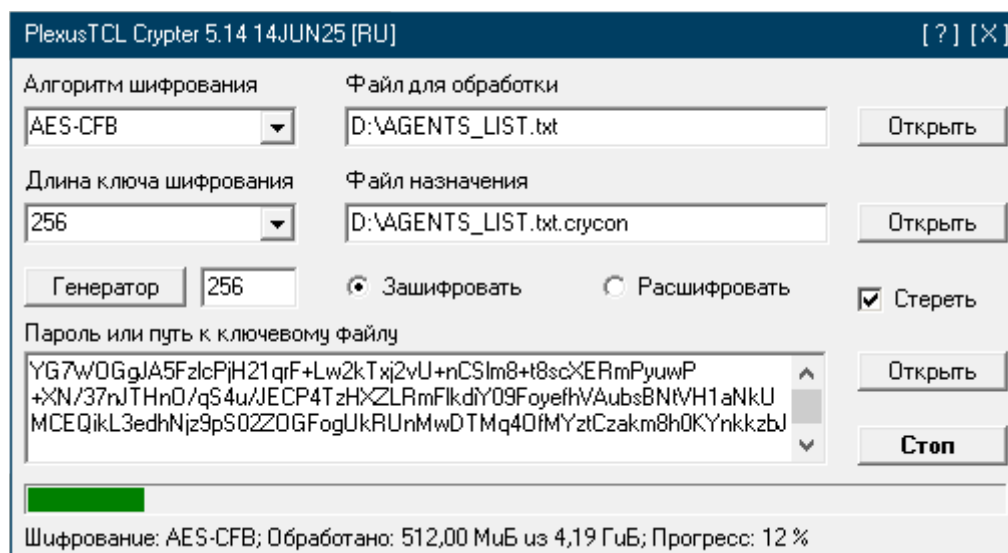 PlexusTCL Crypter 5.14 14JUN25 [RU]
[ ? ] [ X ]
Алгоритм шифрования
Файл для обработки
AES-CFB
D:\AGENTS_LIST.txt
Открыть
Длина ключа шифрования
Файл назначения
256
D:\AGENTS_LIST.txt.crycon
Открыть
Генератор
256
Зашифровать
Расшифровать
Стереть
Пароль или путь к ключевому файлу
YG7WOGgJA5FzlcPjH21qrF+Lw2kTxj2vU+nCSlm8+t8scXERmPyuwP
+XN/37nJTHnO/qS4u/JECP4TzHXZLRmFlkdiY09FoyefhVAubsBNtVH1aNkU
MCEQikL3edhNjz9pS02ZOGFogUkRUnMwDTMq4OfMYztCzakm8h0KYnkkzbJ
Открыть
Стоп
Шифрование: AES-CFB; Обработано: 512,00 МиБ из 4,19 ГиБ; Прогресс: 12 %